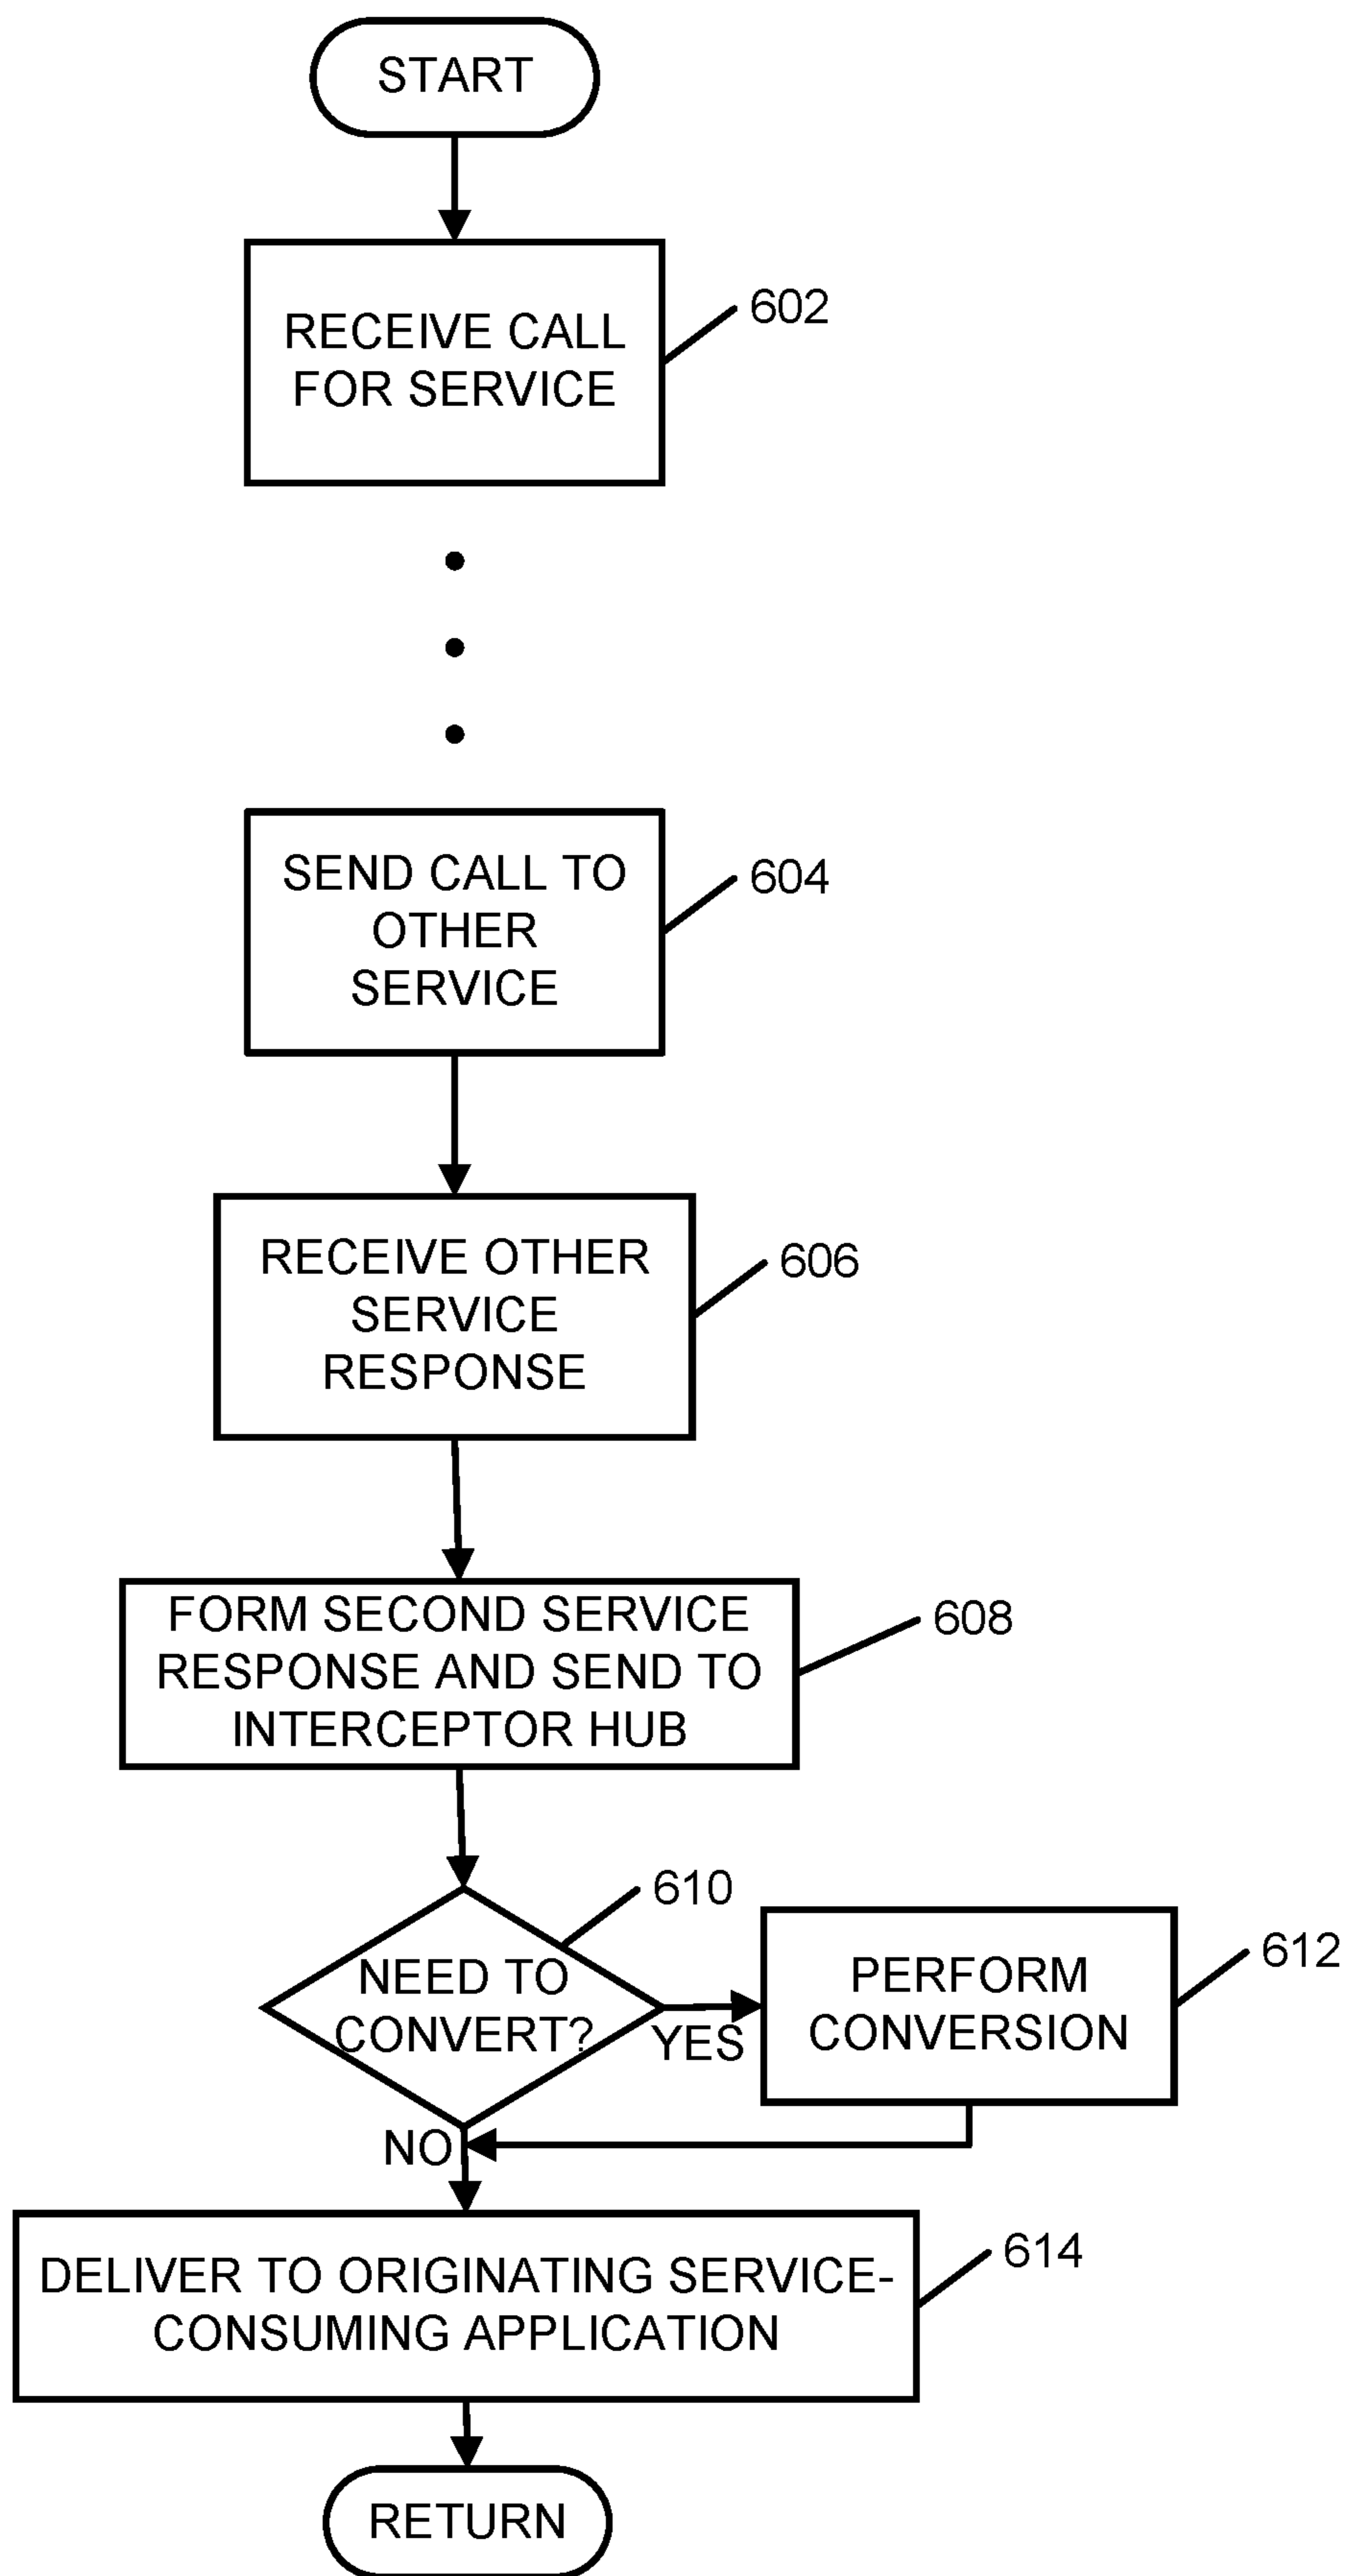 START
RECEIVE CALL
FOR SERVICE
602
SEND CALL TO
OTHER
SERVICE
604
RECEIVE OTHER
SERVICE
RESPONSE
606
FORM SECOND SERVICE
RESPONSE AND SEND TO
INTERCEPTOR HUB
608
NEED TO
CONVERT?
610
YES
PERFORM
CONVERSION
612
NO
DELIVER TO ORIGINATING SERVICE-
CONSUMING APPLICATION
614
RETURN